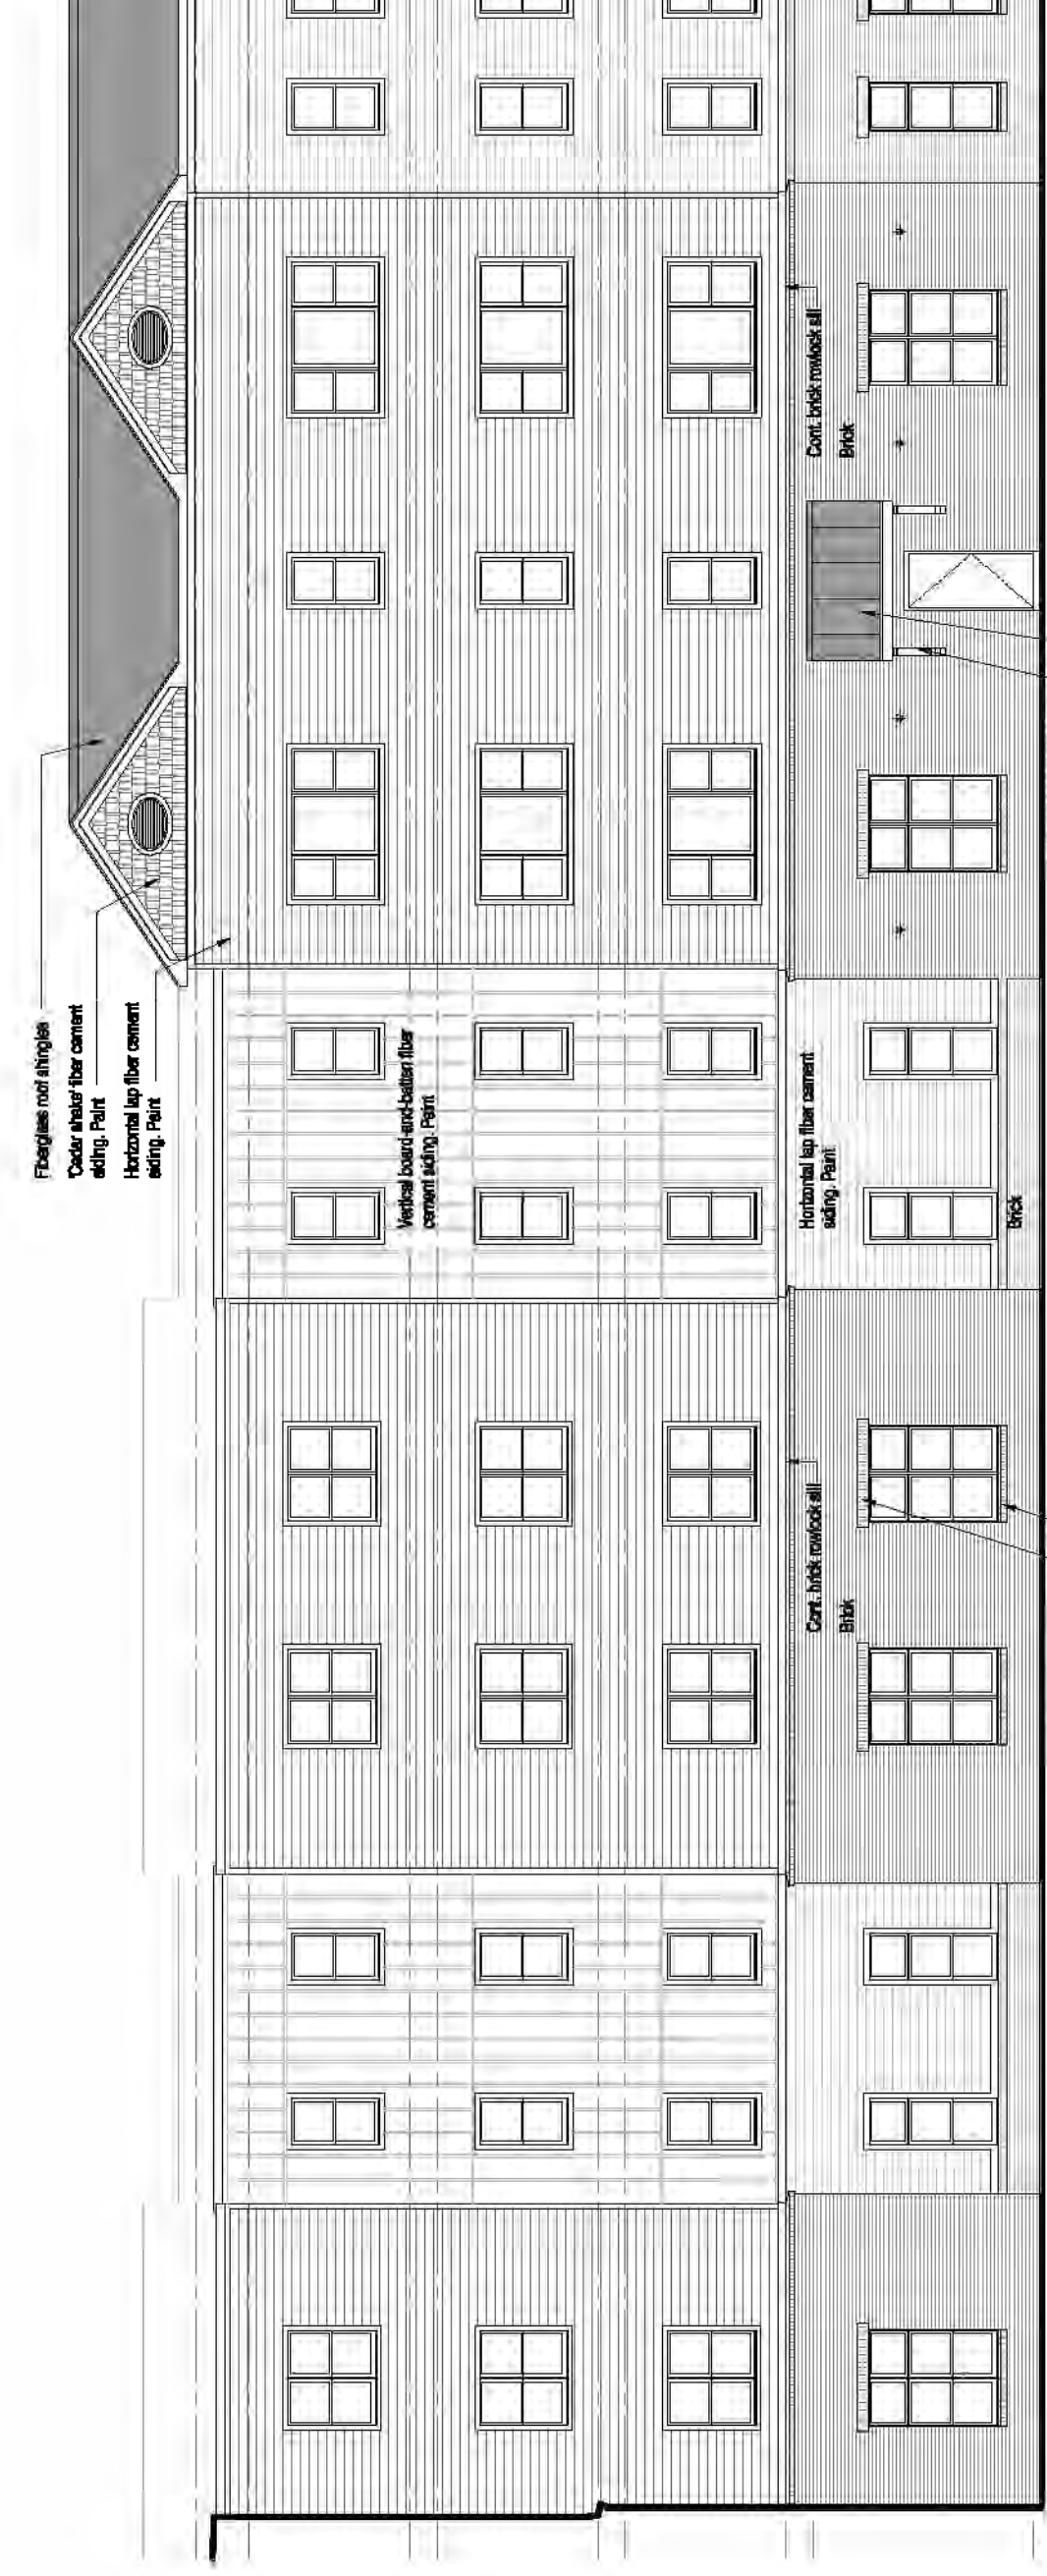 Fiberglass roof shingles
'Cedar shake' fiber cement
siding. Paint
Horizontal lap fiber cement
siding. Paint
Vertical board-and-batten fiber
cement siding. Paint
Horizontal lap fiber cement
siding. Paint
Brick
Cont. brick rowlock sill
Brick
Cont. brick rowlock sill
Brick